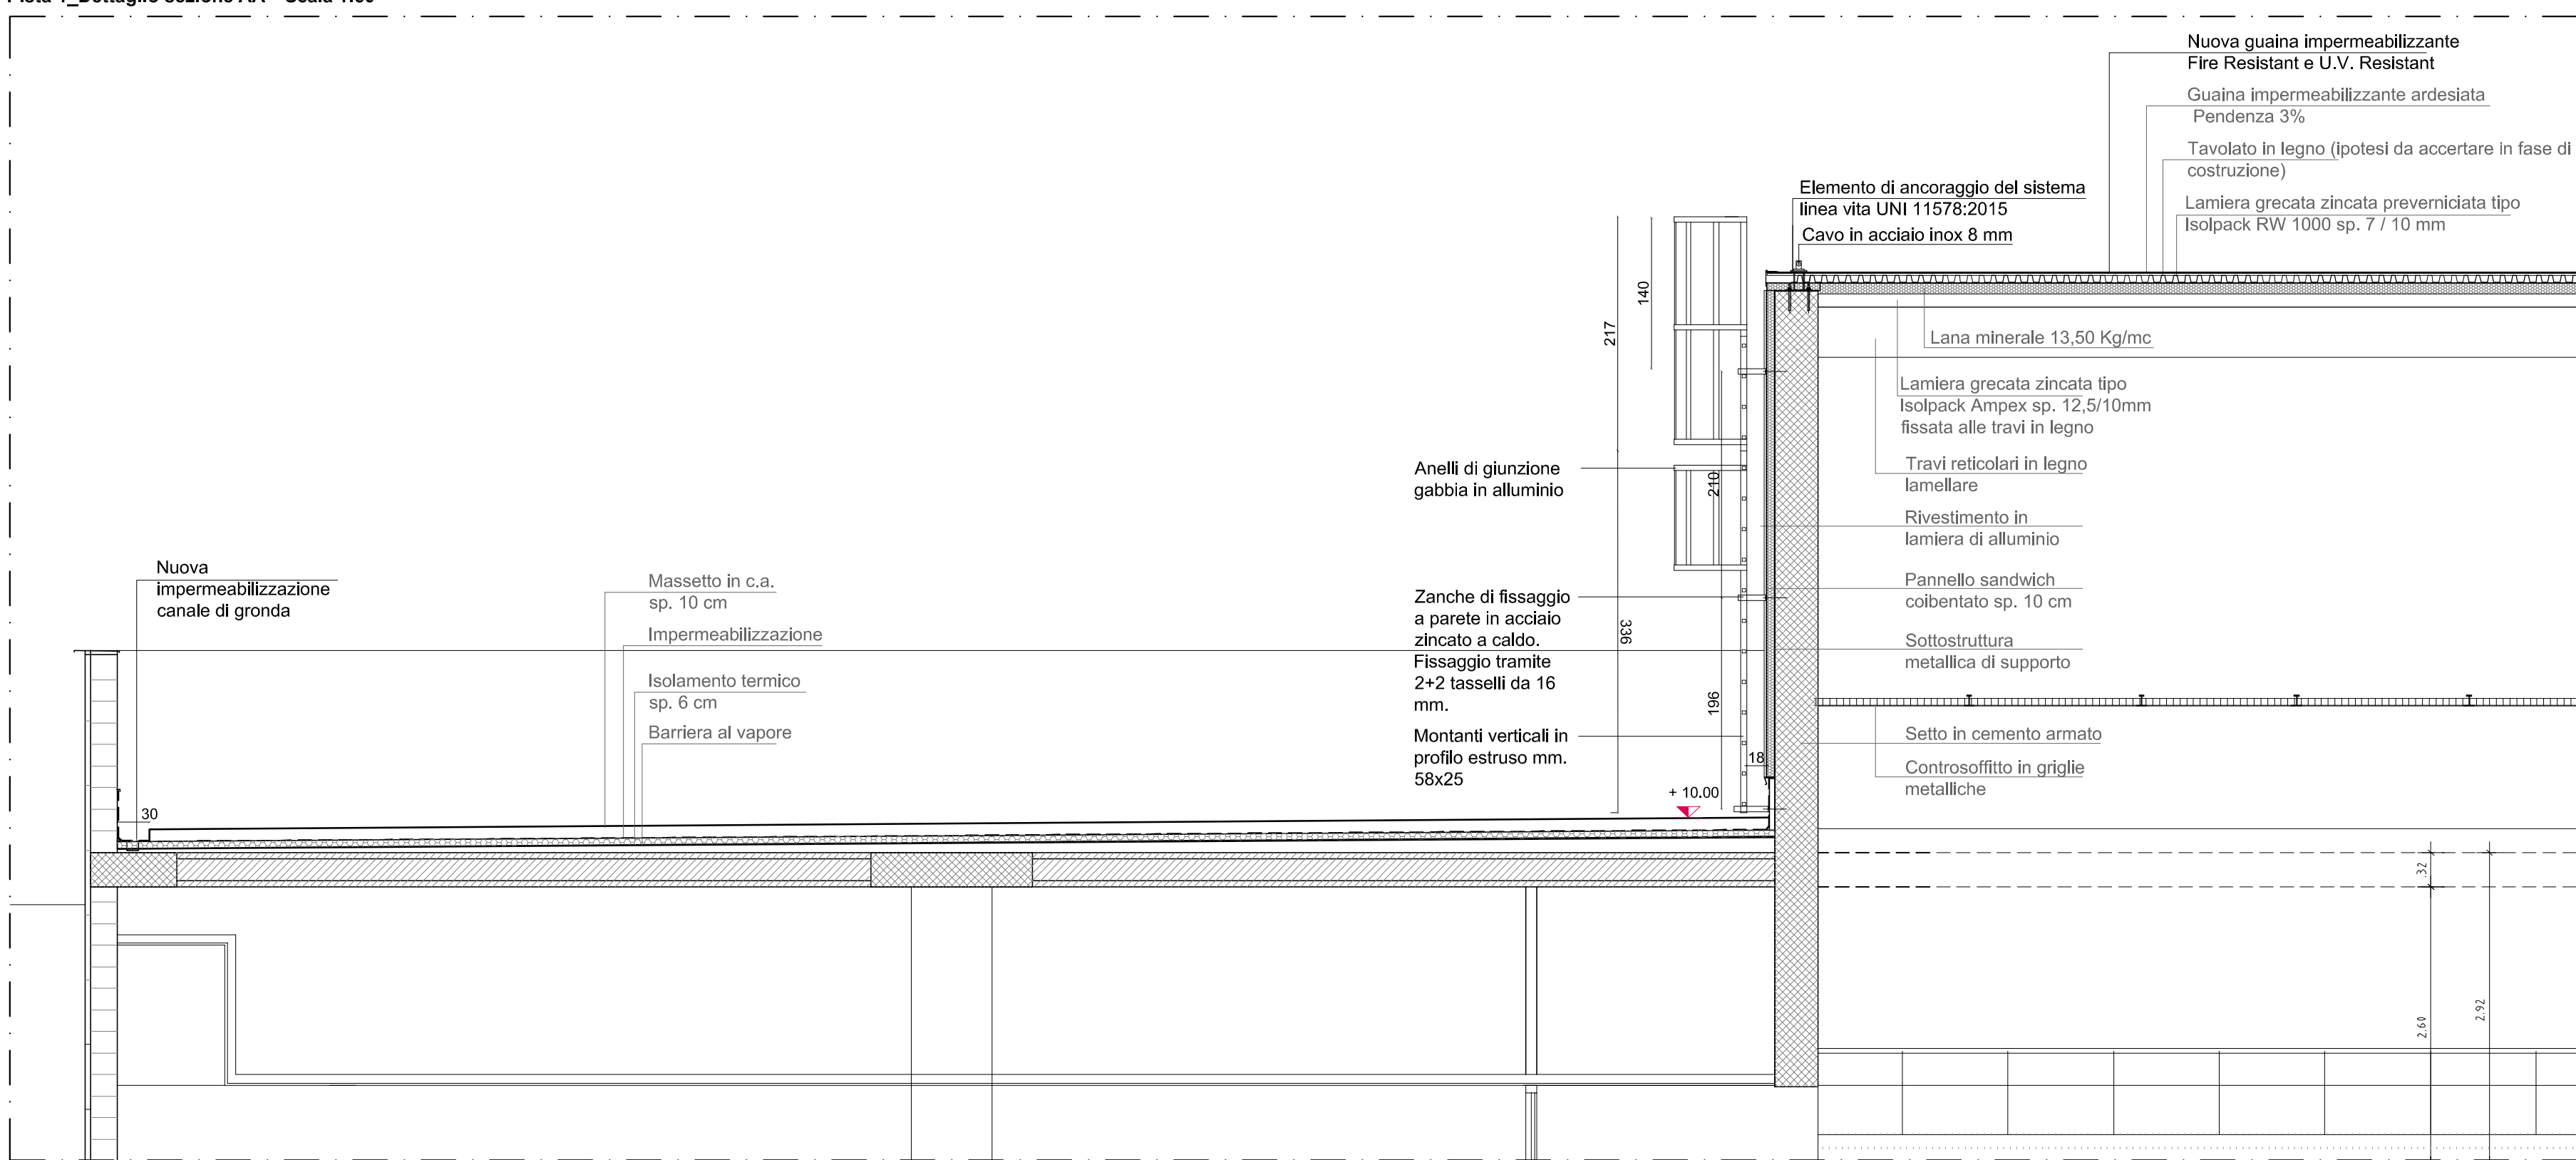 Nuova guaina impermeabilizzante
Fire Resistant e U.V. Resistant
Guaina impermeabilizzante ardesiata
Pendenza 3%
Tavolato in legno (ipotesi da accertare in fase di
costruzione)
Lamiera grecata zincata preverniciata tipo
Isolpack RW 1000 sp. 7 / 10 mm
Elemento di ancoraggio del sistema
linea vita UNI 11578:2015
Cavo in acciaio inox 8 mm
140
217
Lana minerale 13,50 Kg/mc
Lamiera grecata zincata tipo
Isolpack Ampex sp. 12,5/10mm
fissata alle travi in legno
Travi reticolari in legno
lamellare
Rivestimento in
lamiera di alluminio
Pannello sandwich
coibentato sp. 10 cm
Sottostruttura
metallica di supporto
Setto in cemento armato
Controsoffitto in griglie
metalliche
Anelli di giunzione
gabbia in alluminio
210
Zanche di fissaggio
a parete in acciaio
zincato a caldo.
Fissaggio tramite
2+2 tasselli da 16
mm.
336
196
Montanti verticali in
profilo estruso mm.
58x25
18
+ 10.00
Nuova
impermeabilizzazione
canale di gronda
Massetto in c.a.
sp. 10 cm
Impermeabilizzazione
Isolamento termico
sp. 6 cm
Barriera al vapore
30
.32
2.60
2.92